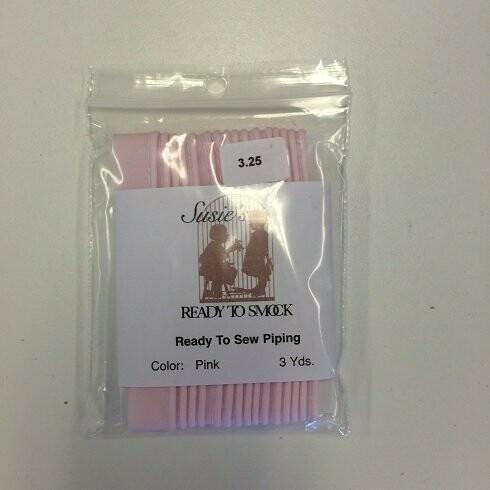 3.25
Susie's
READY TO SMOCK
Ready To Sew Piping
Color: Pink 3 Yds.